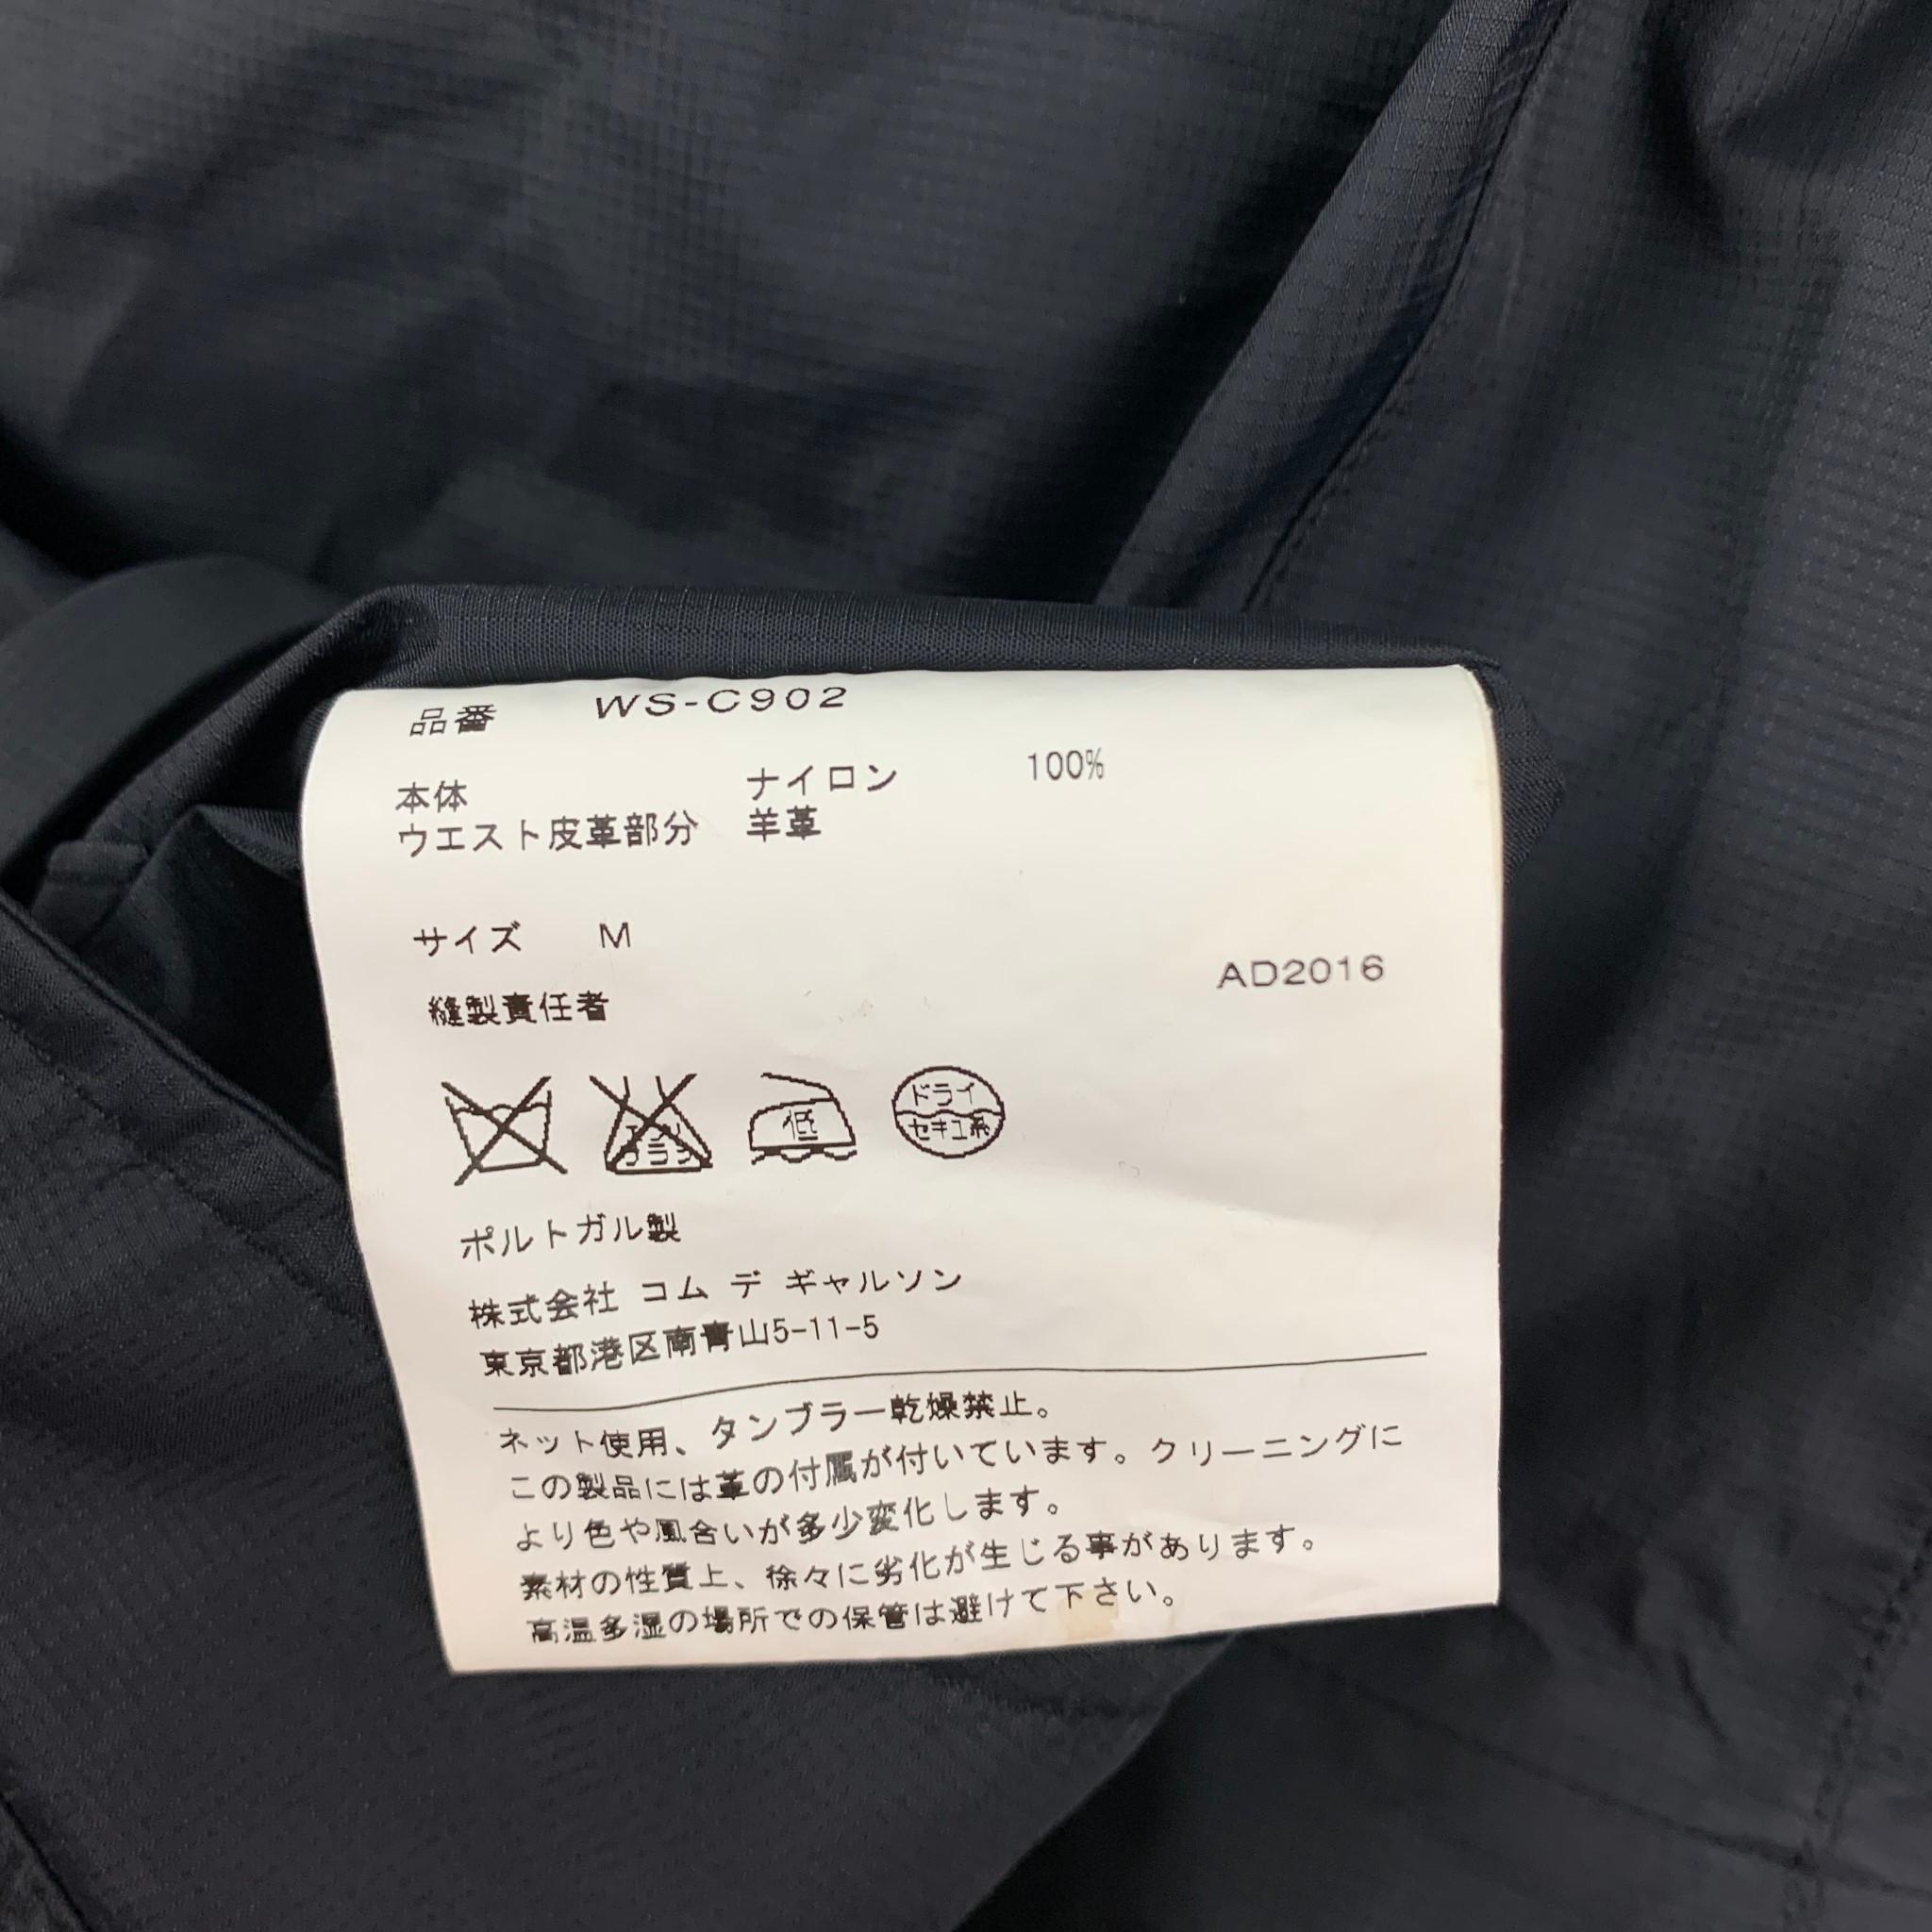 品番 WS-C902
本体 ナイロン 100%
ウエスト皮革部分 羊革
サイズ M
AD2016
縫製責任者
エンソ サラシ 低 ドライ セキユ系
ポルトガル製
株式会社 コム デ ギャルソン
東京都港区南青山5-11-5
ネット使用、タンブラー乾燥禁止。
この製品には革の付属が付いています。クリーニングに
より色や風合いが多少変化します。
素材の性質上、徐々に劣化が生じる事があります。
高温多湿の場所での保管は避けて下さい。